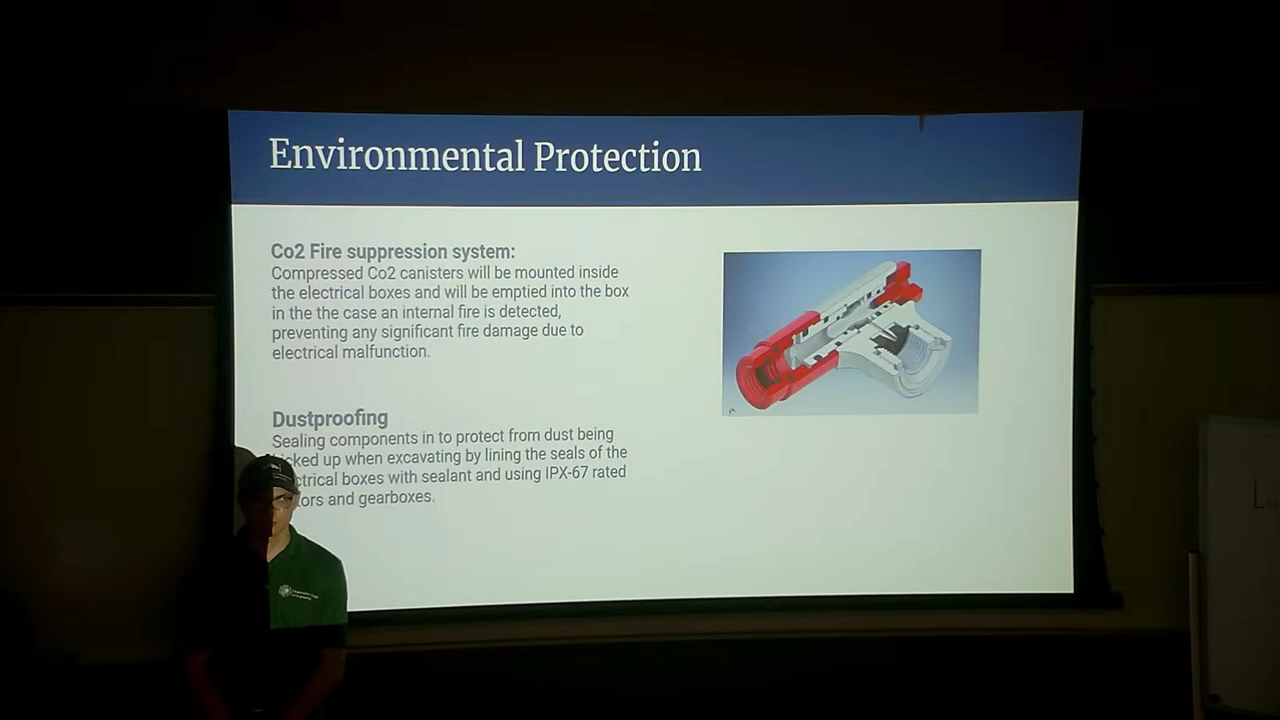 Environmental Protection
Co2 Fire suppression system:
Compressed Co2 canisters will be mounted inside
the electrical boxes and will be emptied into the box
in the the case an internal fire is detected,
preventing any significant fire damage due to
electrical malfunction.
Dustproofing
Sealing components in to protect from dust being
kicked up when excavating by lining the seals of the
electrical boxes with sealant and using IPX-67 rated
and gearboxes.